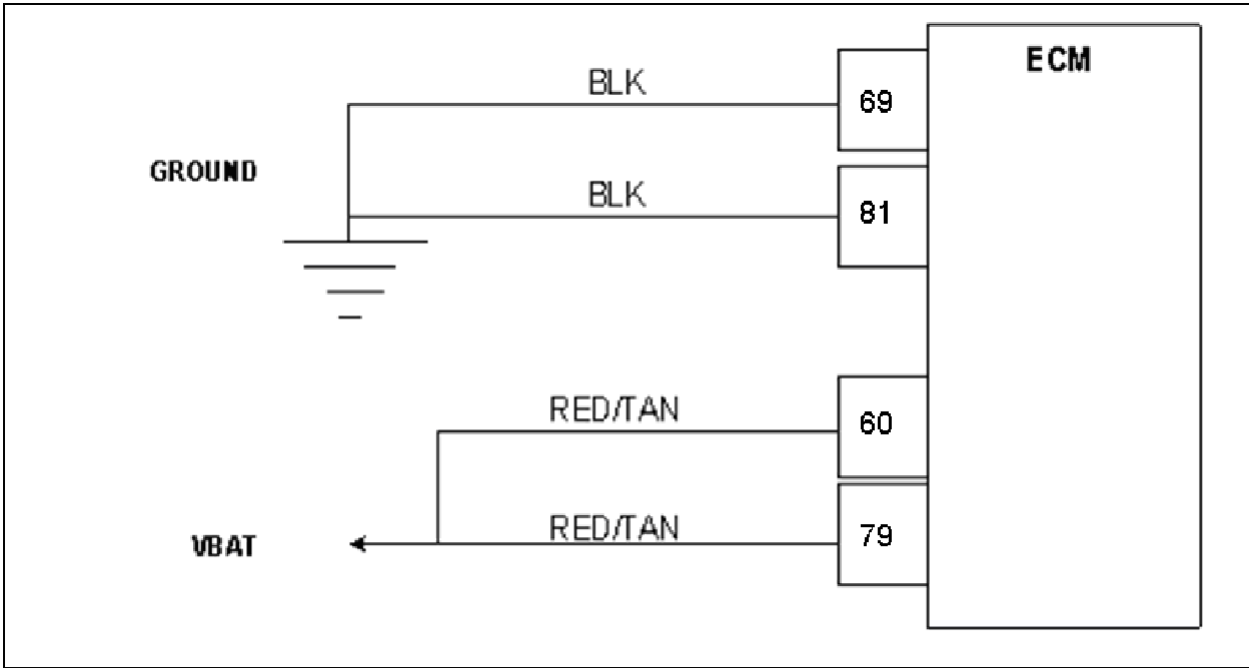 ECM
BLK
69
GROUND
BLK
81
RED/TAN
60
VBAT
RED/TAN
79